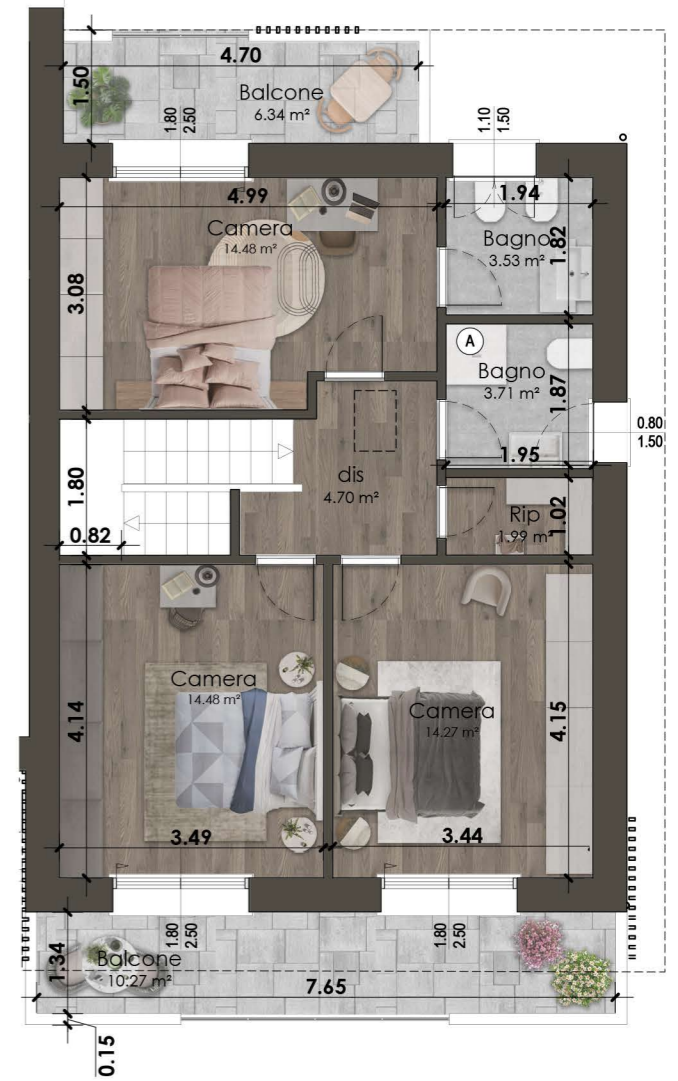 4.70
1.50
Balcone
6.34 m²
1.80
2.50
1.10
1.50
4.99
1.94
Camera
14.48 m²
Bagno
3.53 m²
1.82
3.08
A
Bagno
3.71 m²
1.87
0.80
1.50
1.95
1.80
dis
4.70 m²
0.82
Rip
1.99 m²
1.02
Camera
14.48 m²
Camera
14.27 m²
4.14
4.15
3.49
3.44
1.80
2.50
1.80
2.50
1.34
Balcone
10.27 m²
7.65
0.15